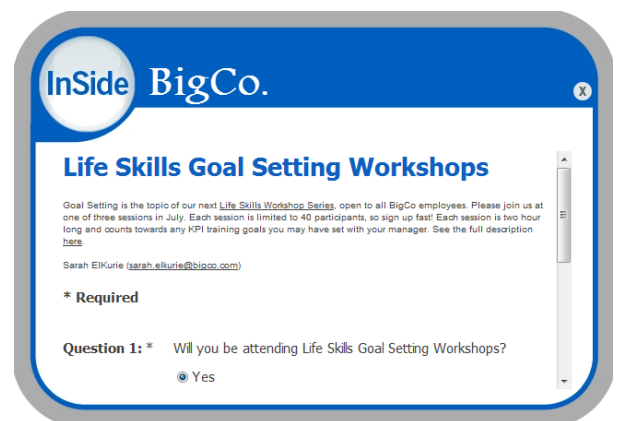 InSide BigCo.
X
Life Skills Goal Setting Workshops
Goal Setting is the topic of our next Life Skills Workshop Series, open to all BigCo employees. Please join us at
one of three sessions in July. Each session is limited to 40 participants, so sign up fast! Each session is two hour
long and counts towards any KPI training goals you may have set with your manager. See the full description
here.
Sarah ElKurie (sarah.elkurie@bigco.com)
* Required
Question 1: * Will you be attending Life Skills Goal Setting Workshops?
Yes